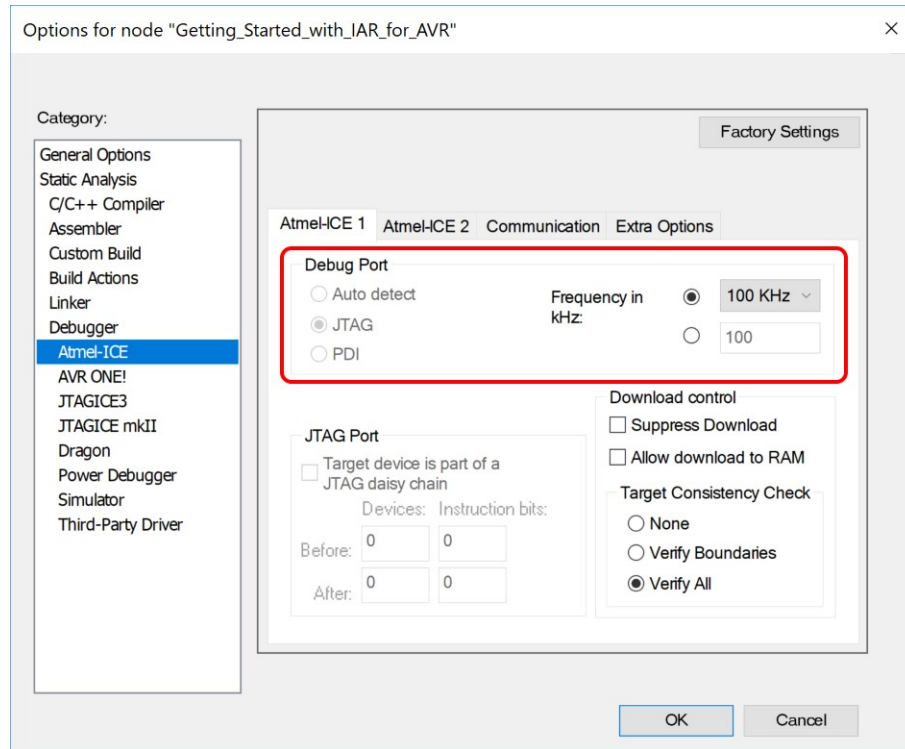 Options for node "Getting_Started_with_IAR_for_AVR"
Category:
General Options
Static Analysis
C/C++ Compiler
Assembler
Custom Build
Build Actions
Linker
Debugger
Atmel-ICE
AVR ONE!
JTAGICE3
JTAGICE mkII
Dragon
Power Debugger
Simulator
Third-Party Driver
Factory Settings
Atmel-ICE 1 Atmel-ICE 2 Communication Extra Options
Debug Port
Auto detect
JTAG
PDI
Frequency in
kHz:
100 KHz
100
JTAG Port
Target device is part of a
JTAG daisy chain
Devices: Instruction bits:
Before: 0 0
After: 0 0
Download control
Suppress Download
Allow download to RAM
Target Consistency Check
None
Verify Boundaries
Verify All
OK Cancel